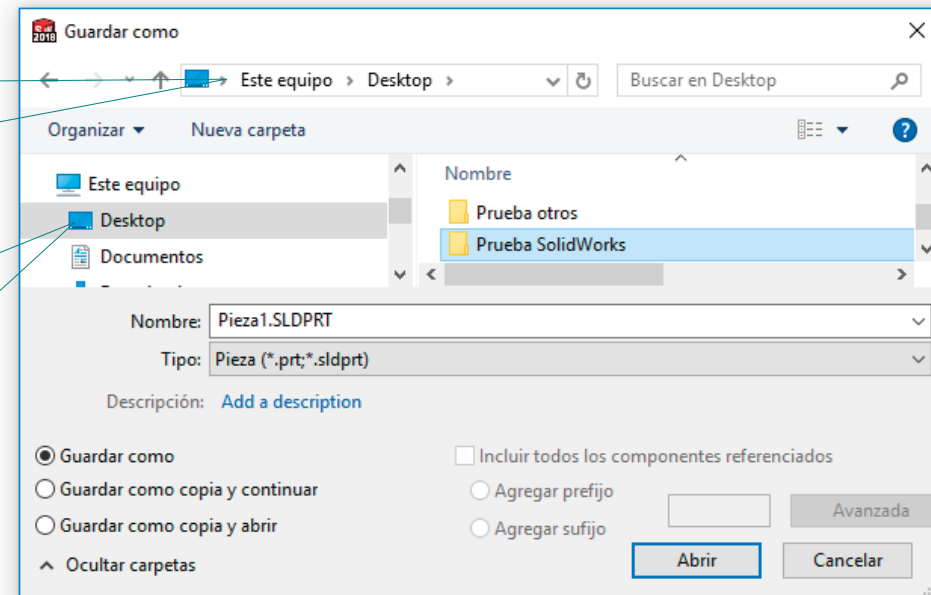 SW 2018 Guardar como
Este equipo > Desktop > Buscar en Desktop
Organizar Nueva carpeta ?
Este equipo
Desktop
Documentos
Nombre
Prueba otros
Prueba SolidWorks
Nombre: Pieza1.SLDPRT
Tipo: Pieza (*.prt;*.sldprt)
Descripción: Add a description
Guardar como
Guardar como copia y continuar
Guardar como copia y abrir
Incluir todos los componentes referenciados
Agregar prefijo
Agregar sufijo
Avanzada
Ocultar carpetas
Abrir Cancelar